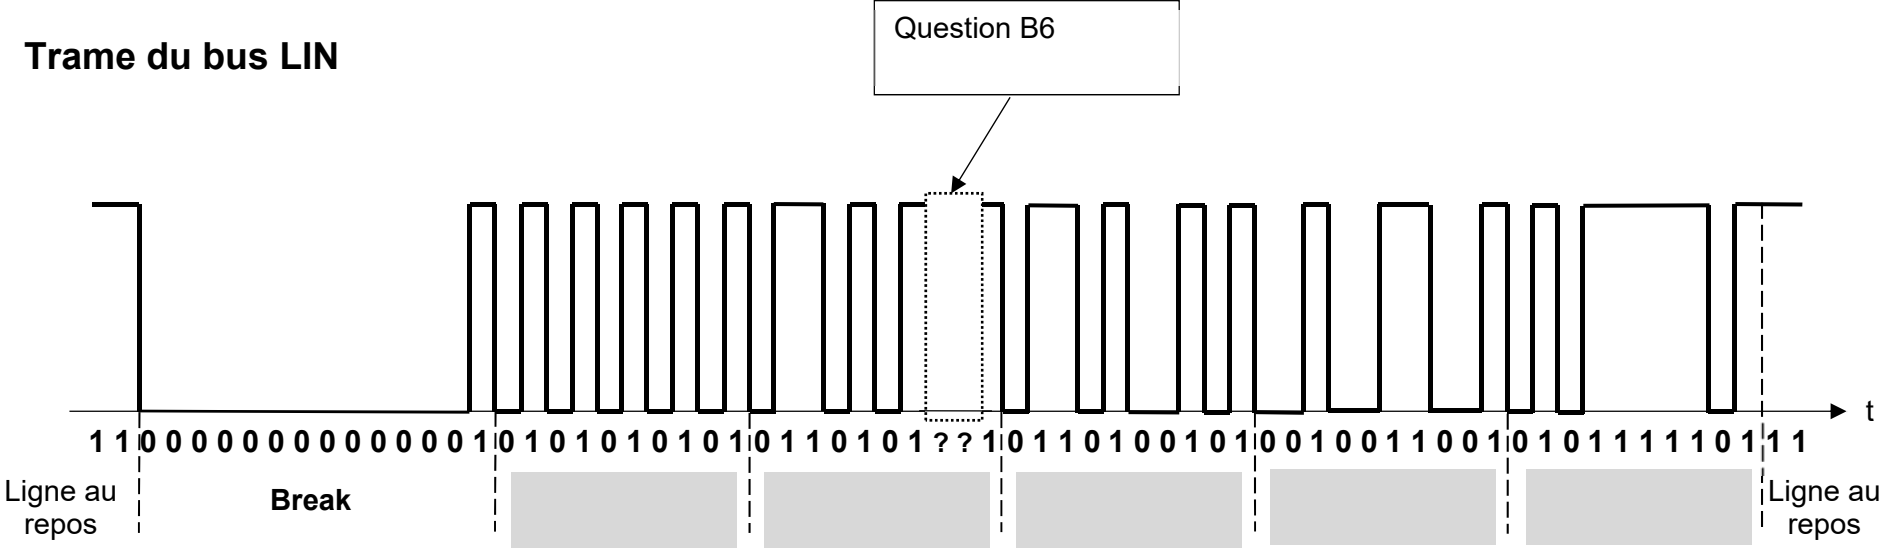 Question B6
Trame du bus LIN
t
1 1 0 0 0 0 0 0 0 0 0 0 0 0 0 1 0 1 0 1 0 1 0 1 0 1 0 1 1 0 1 0 1 ? ? 1 0 1 1 0 1 0 0 1 0 1 0 0 1 0 0 1 1 0 0 1 0 1 0 1 1 1 1 1 0 1 1 1
Ligne au
repos
Break
Ligne au
repos